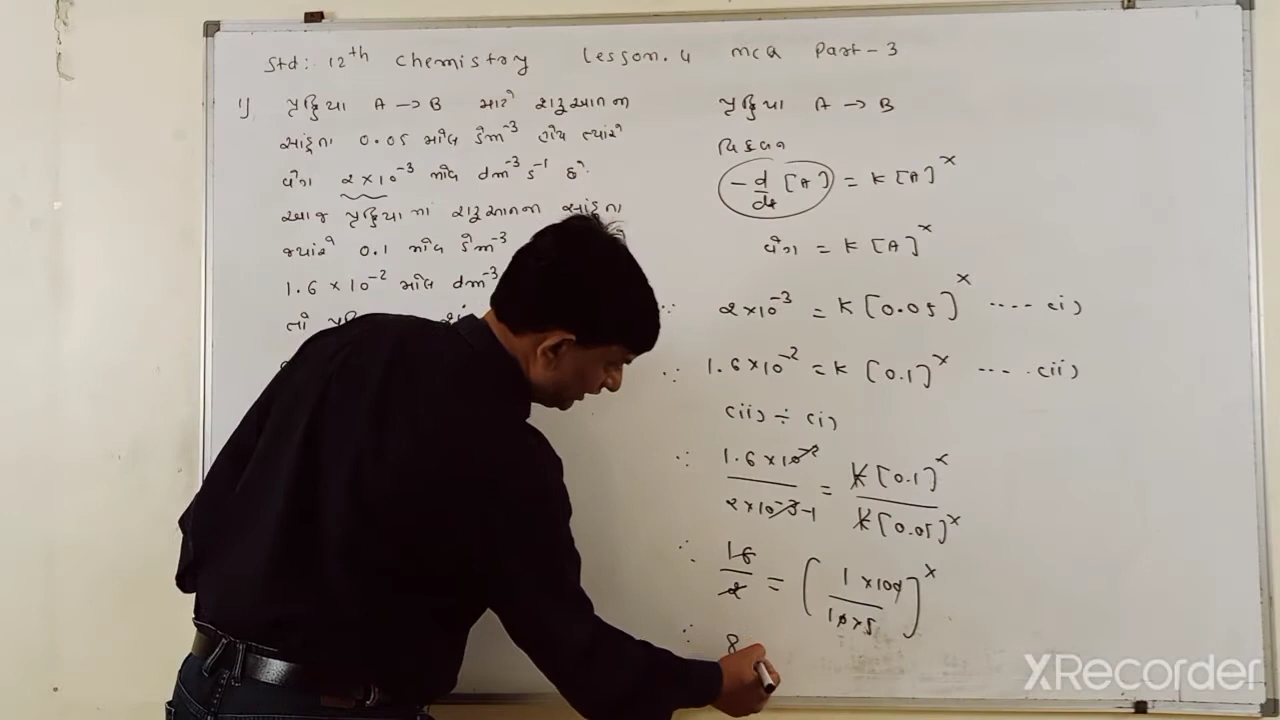 Std: 12th chemistry Lesson. 4 MCQ Part-3
1) પ્રક્રિયા A → B માટે શરૂઆતના
સાંદ્રતા 0.05 મોલ ડેમ⁻³ હોય ત્યારે
વેગ 2×10⁻³ મોલ dm⁻³ s⁻¹ છે.
આજ પ્રક્રિયામાં શરૂઆતના સાંદ્રતા
જ્યારે 0.1 મોલ ડેમ⁻³
1.6 × 10⁻² મોલ dm⁻³
તો
પ્રક્રિયા A → B
વિકલન
-d/dt [A] = K [A]ˣ
વેગ = K [A]ˣ
∵ 2×10⁻³ = K [0.05]ˣ ---- (i)
∵ 1.6×10⁻² = K [0.1]ˣ ---- (ii)
(ii) ÷ (i)
∴ 1.6×10⁻² / 2×10⁻³ ⁻¹ = K[0.1]ˣ / K[0.05]ˣ
∴ 16/2 = (1×100 / 10×5)ˣ
∴ 8
XRecorder